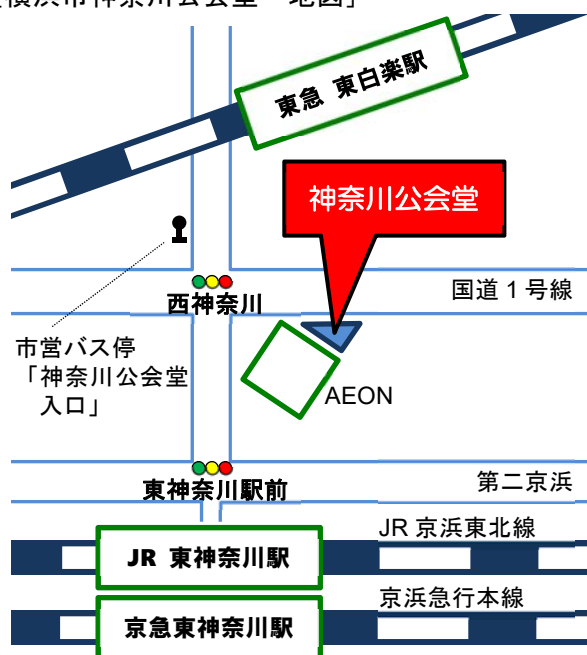 横浜市神奈川公会堂 地図」
東急 東白楽駅
神奈川公会堂
国道1号線
西神奈川
市営バス停
「神奈川公会堂
入口」
AEON
第二京浜
東神奈川駅前
JR京浜東北線
JR 東神奈川駅
京浜急行本線
京急東神奈川駅